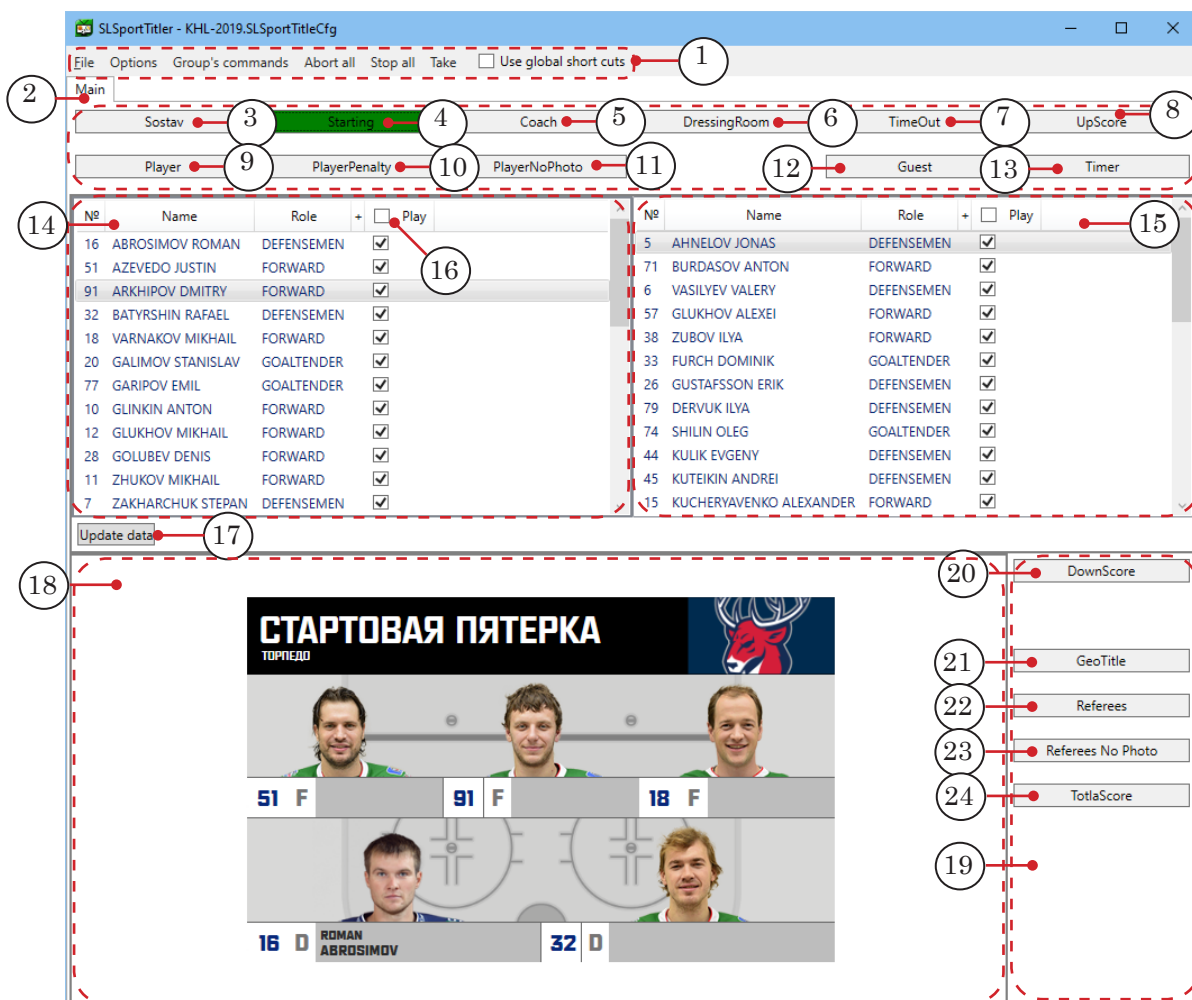 SLSportTitler - KHL-2019.SLSportTitleCfg
File Options Group's commands Abort all Stop all Take Use global short cuts 1
2 Main
Sostav 3 Starting 4 Coach 5 DressingRoom 6 TimeOut 7 UpScore 8
Player 9 PlayerPenalty 10 PlayerNoPhoto 11 12 Guest 13 Timer
14 Nº Name Role + Play
16 ABROSIMOV ROMAN DEFENSEMEN
51 AZEVEDO JUSTIN FORWARD 16
91 ARKHIPOV DMITRY FORWARD
32 BATYRSHIN RAFAEL DEFENSEMEN
18 VARNAKOV MIKHAIL FORWARD
20 GALIMOV STANISLAV GOALTENDER
77 GARIPOV EMIL GOALTENDER
10 GLINKIN ANTON FORWARD
12 GLUKHOV MIKHAIL FORWARD
28 GOLUBEV DENIS FORWARD
11 ZHUKOV MIKHAIL FORWARD
7 ZAKHARCHUK STEPAN DEFENSEMEN
Nº Name Role + Play 15
5 AHNELOV JONAS DEFENSEMEN
71 BURDASOV ANTON FORWARD
6 VASILYEV VALERY DEFENSEMEN
57 GLUKHOV ALEXEI FORWARD
38 ZUBOV ILYA FORWARD
33 FURCH DOMINIK GOALTENDER
26 GUSTAFSSON ERIK DEFENSEMEN
79 DERVUK ILYA DEFENSEMEN
74 SHILIN OLEG GOALTENDER
44 KULIK EVGENY DEFENSEMEN
45 KUTEIKIN ANDREI DEFENSEMEN
15 KUCHERYAVENKO ALEXANDER FORWARD
Update data 17
18
СТАРТОВАЯ ПЯТЕРКА
ТОРПЕДО
51 F 91 F 18 F
16 D ROMAN
ABROSIMOV
32 D
20 DownScore
21 GeoTitle
22 Referees
23 Referees No Photo
24 TotlaScore
19